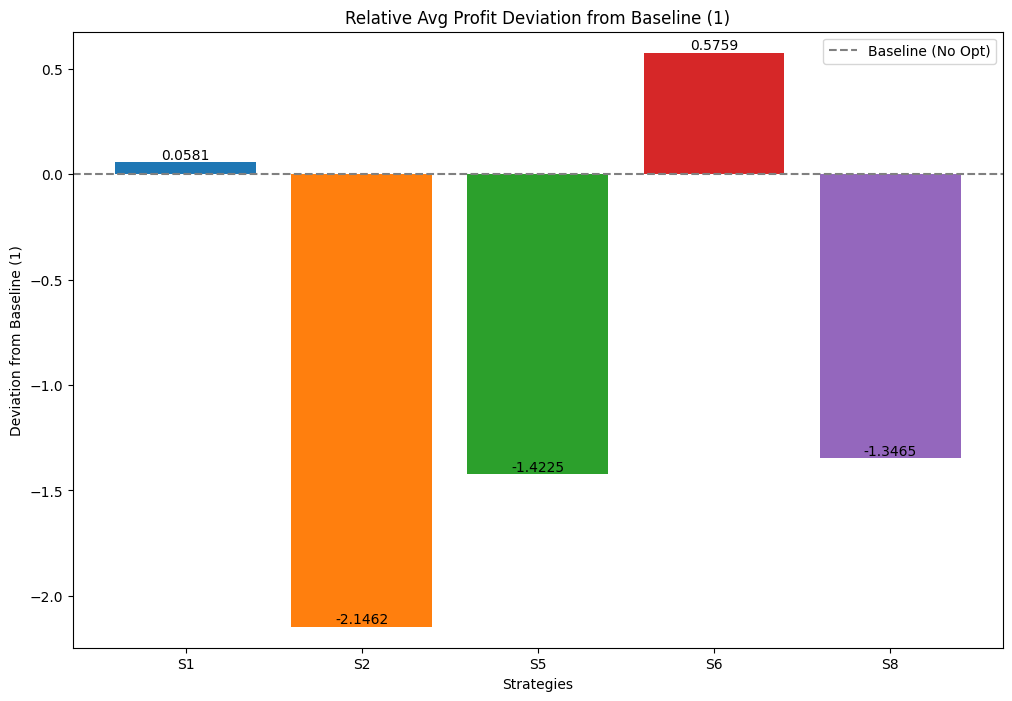 Relative Avg Profit Deviation from Baseline (1)
Baseline (No Opt)
Deviation from Baseline (1)
0.5
0.0
−0.5
−1.0
−1.5
−2.0
0.0581
-2.1462
-1.4225
0.5759
-1.3465
S1 S2 S5 S6 S8
Strategies